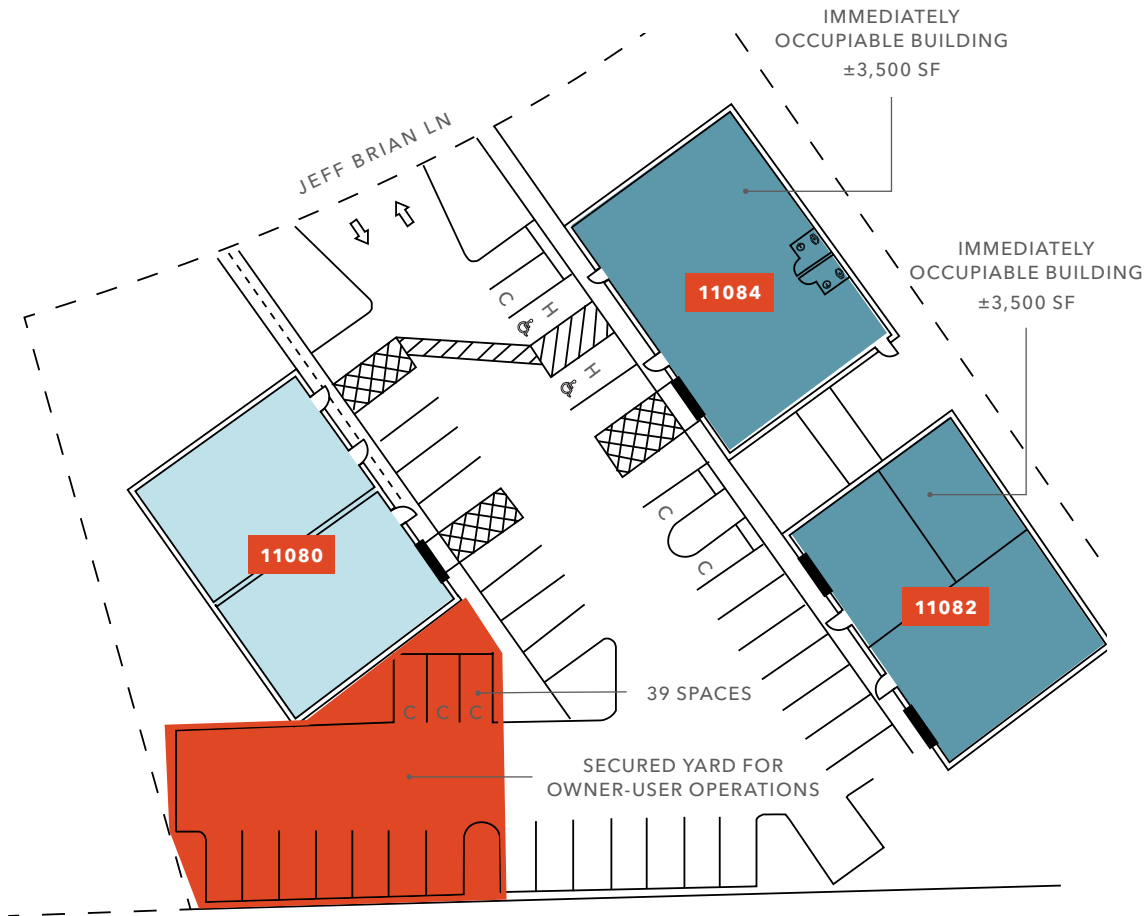 IMMEDIATELY
OCCUPIABLE BUILDING
±3,500 SF
JEFF BRIAN LN
IMMEDIATELY
OCCUPIABLE BUILDING
±3,500 SF
11084
C
H
H
11080
C
C
11082
39 SPACES
C
C
C
SECURED YARD FOR
OWNER-USER OPERATIONS